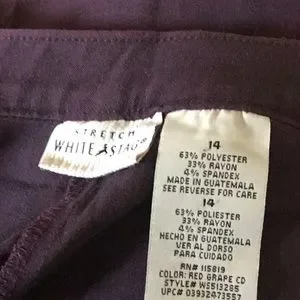 STRETCH
WHITE STAG®
14
63% POLYESTER
33% RAYON
4% SPANDEX
MADE IN GUATEMALA
SEE REVERSE FOR CARE
14
63% POLYESTER
33% RAYON
4% SPANDEX
HECHO EN GUATEMALA
VER AL DORSO
PARA CUIDADO
RN# 115819
COLOR: RED GRAPE CD
STYLE# WS513285
UPC# 0393247335